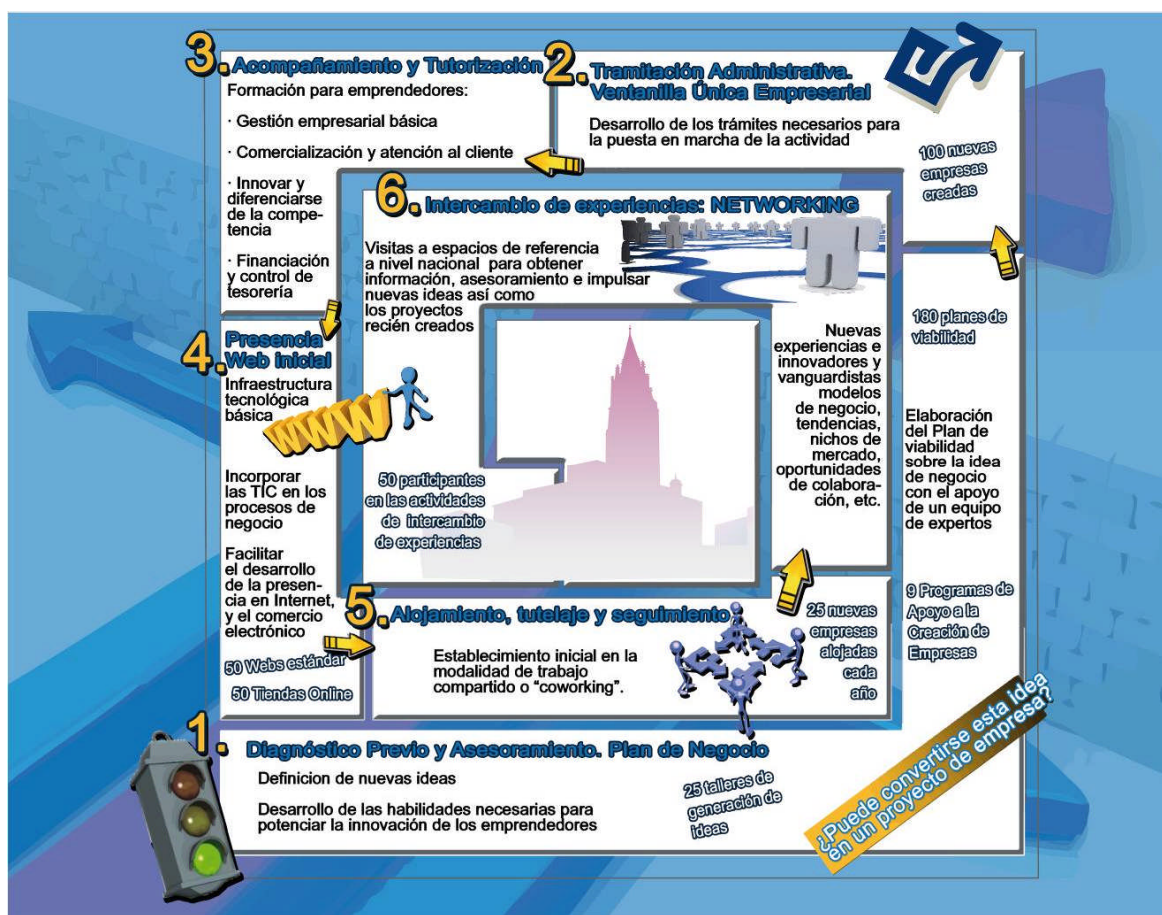 1. Diagnóstico Previo y Asesoramiento. Plan de Negocio
Definicion de nuevas ideas
Desarrollo de las habilidades necesarias para
potenciar la innovación de los emprendedores
25 talleres de
generación de
ideas
¿Puede convertirse esta idea
en un proyecto de empresa?
9 Programas de
Apoyo a la
Creación de
Empresas
Elaboración
del Plan de
viabilidad
sobre la idea
de negocio
con el apoyo
de un equipo
de expertos
180 planes de
viabilidad
2. Tramitación Administrativa.
Ventanilla Única Empresarial
Desarrollo de los trámites necesarios para
la puesta en marcha de la actividad
100 nuevas
empresas
creadas
3. Acompañamiento y Tutorización
Formación para emprendedores:
· Gestión empresarial básica
· Comercialización y atención al cliente
· Innovar y
diferenciarse
de la compe-
tencia
· Financiación
y control de
tesorería
4. Presencia
Web inicial
Infraestructura
tecnológica
básica
WWW
Incorporar
las TIC en los
procesos de
negocio
Facilitar
el desarrollo
de la presen-
cia en Internet,
y el comercio
electrónico
50 Webs estándar
50 Tiendas Online
5. Alojamiento, tutelaje y seguimiento
Establecimiento inicial en la
modalidad de trabajo
compartido o “coworking”.
25 nuevas
empresas
alojadas
cada
año
6. Intercambio de experiencias: NETWORKING
Visitas a espacios de referencia
a nivel nacional para obtener
información, asesoramiento e impulsar
nuevas ideas así como
los proyectos
recién creados
Nuevas
experiencias e
innovadores y
vanguardistas
modelos
de negocio,
tendencias,
nichos de
mercado,
oportunidades
de colabora-
ción, etc.
50 participantes
en las actividades
de intercambio
de experiencias